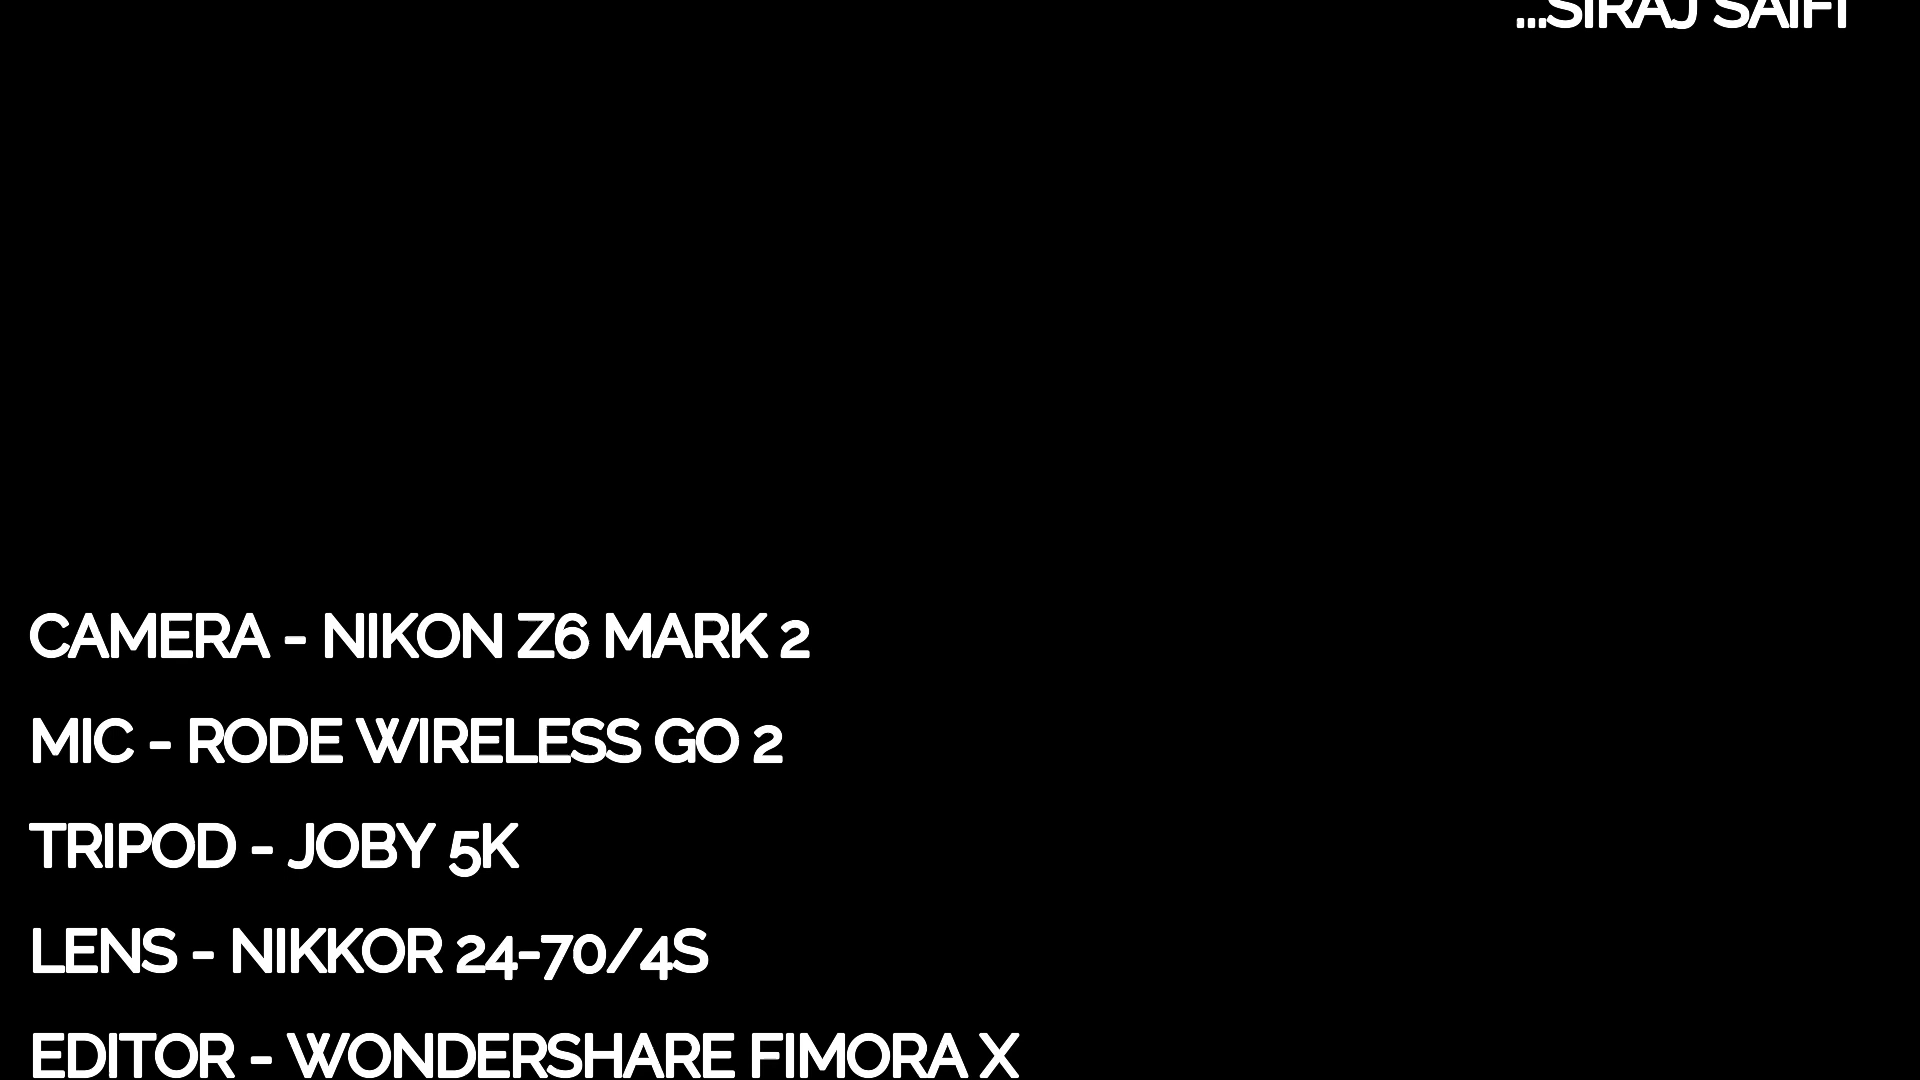 ...SIRAJ SAIFI
CAMERA - NIKON Z6 MARK 2
MIC - RODE WIRELESS GO 2
TRIPOD - JOBY 5K
LENS - NIKKOR 24-70/4S
EDITOR - WONDERSHARE FIMORA X